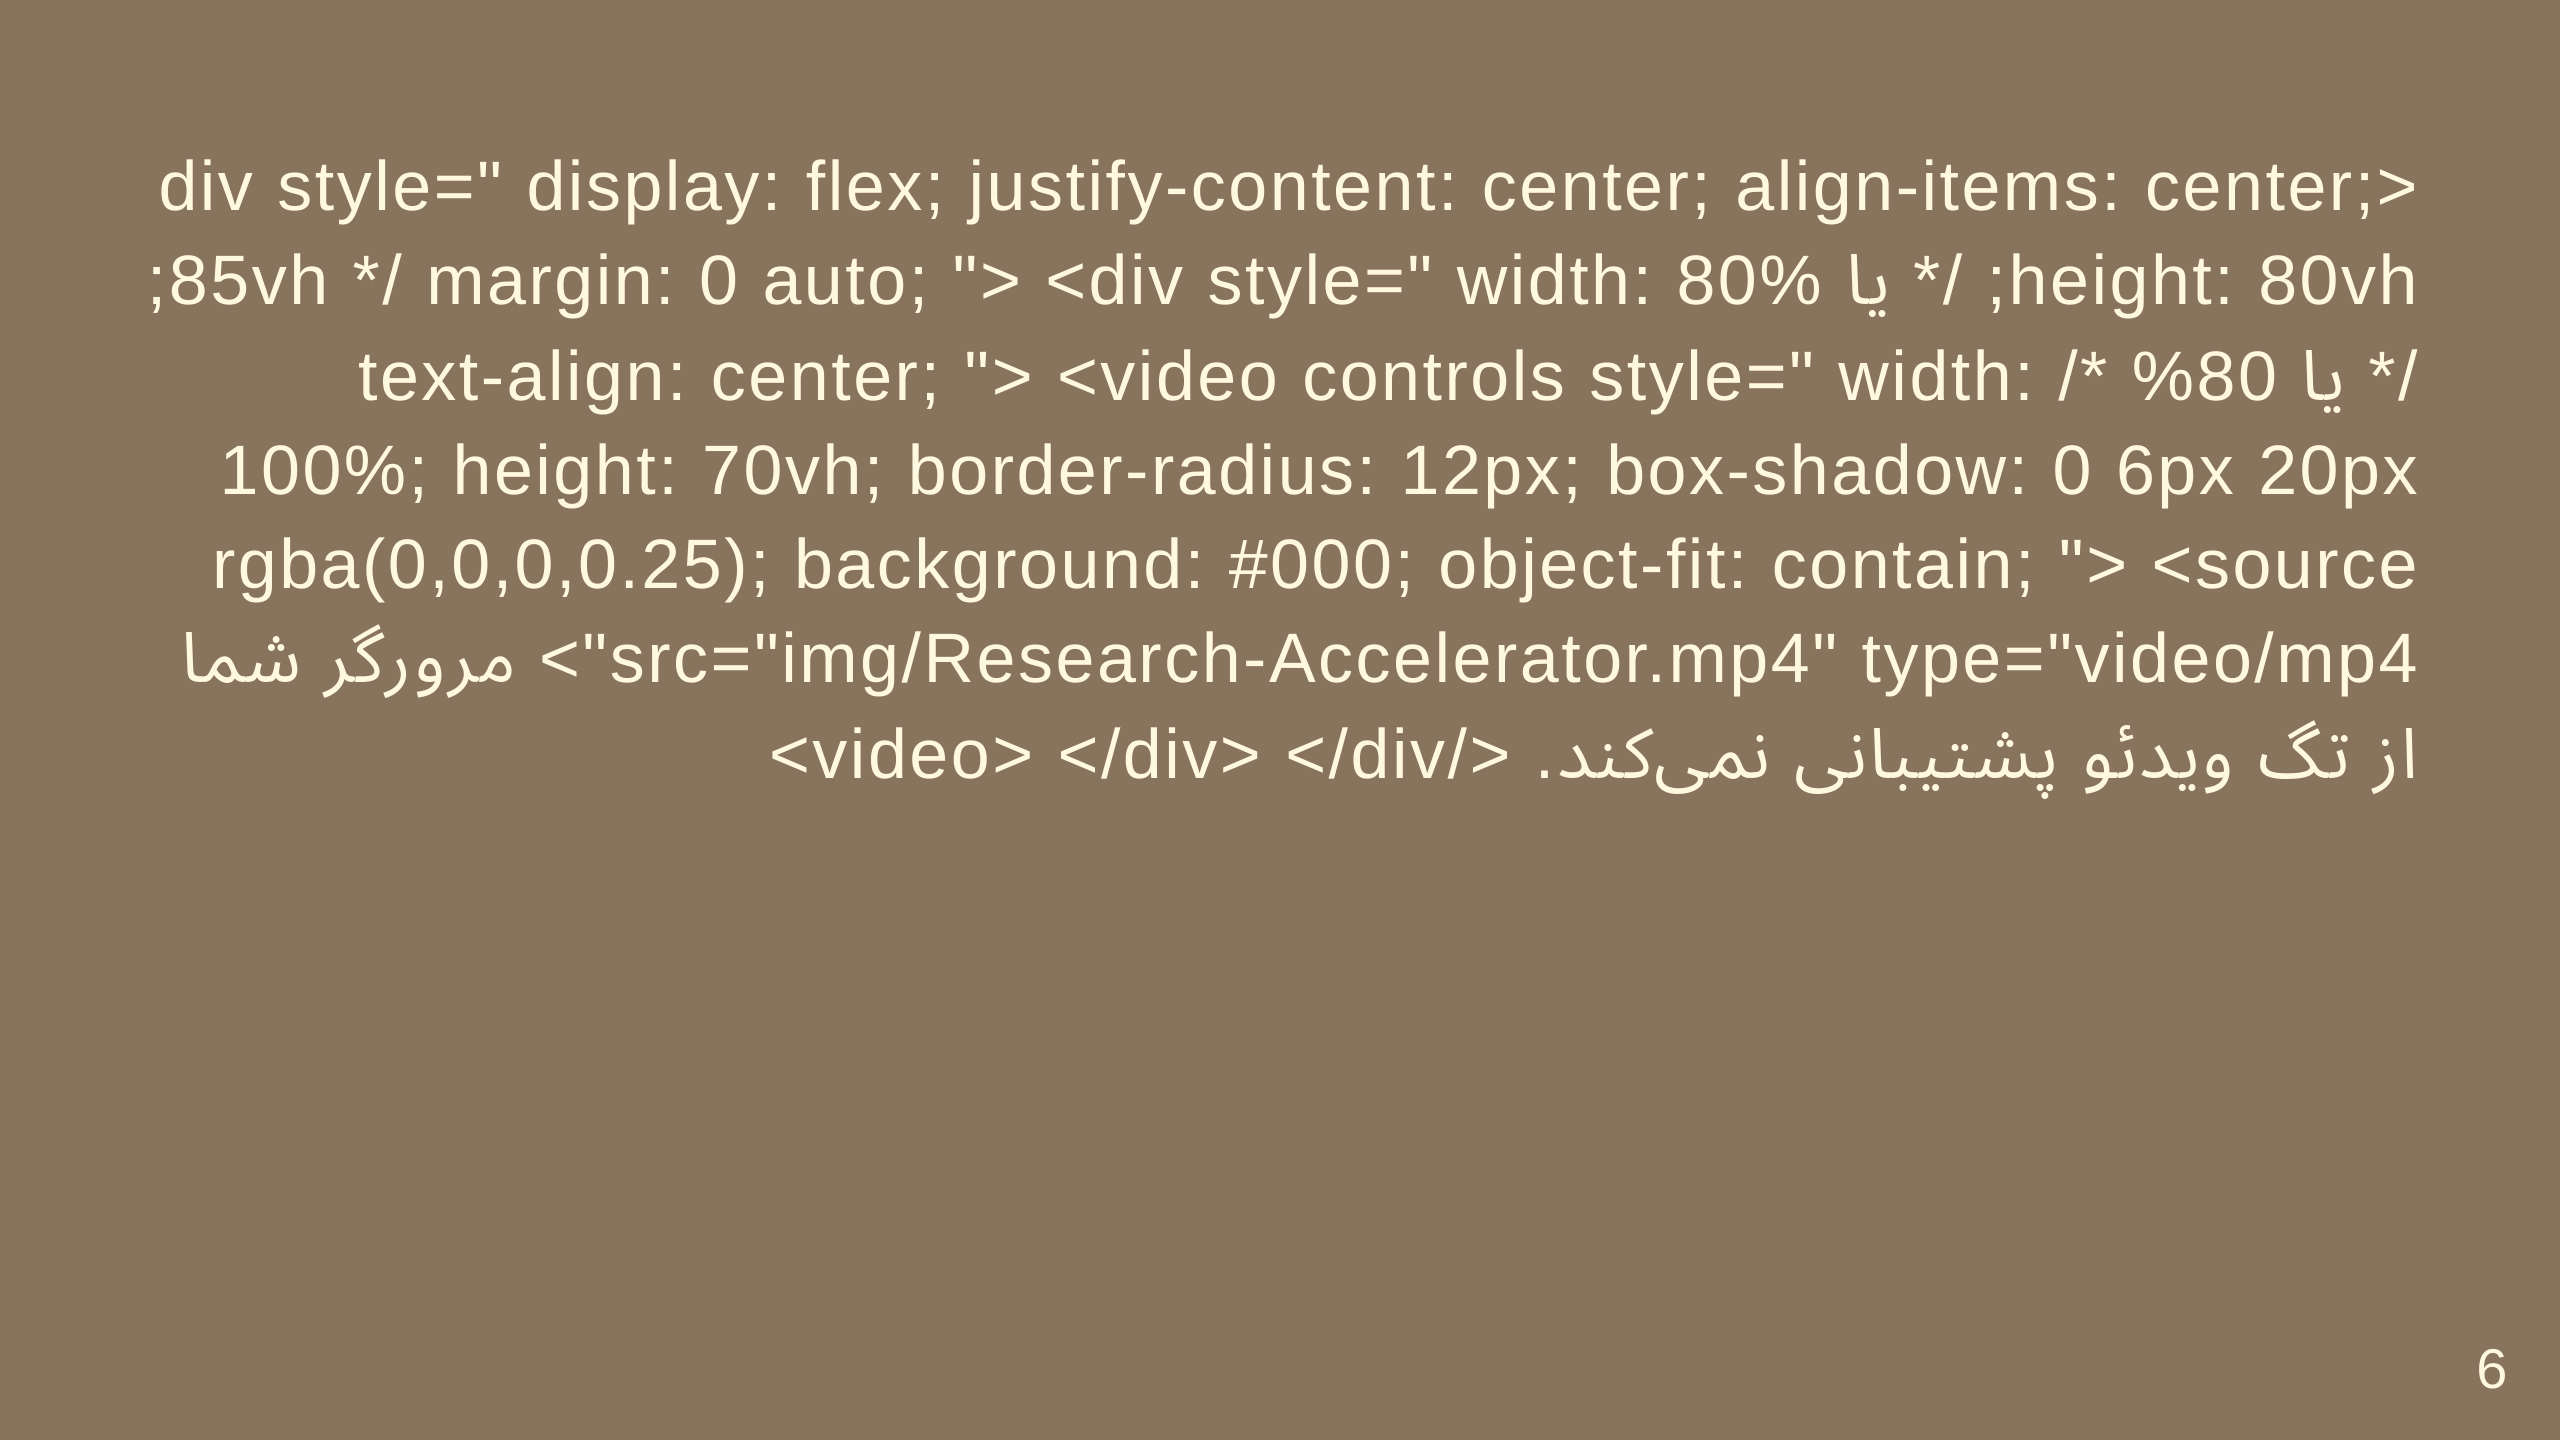 <div style=" display: flex; justify-content: center; align-items: center;
height: 80vh; /* یا 85vh */ margin: 0 auto; "> <div style=" width: 80%;
/* یا 80% */ text-align: center; "> <video controls style=" width:
100%; height: 70vh; border-radius: 12px; box-shadow: 0 6px 20px
rgba(0,0,0,0.25); background: #000; object-fit: contain; "> <source
src="img/Research-Accelerator.mp4" type="video/mp4"> مرورگر شما
از تگ ویدئو پشتیبانی نمی‌کند. </video> </div> </div>
6